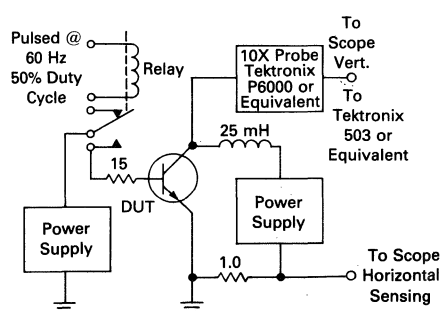 Pulsed @
60 Hz
50% Duty
Cycle
Relay
10X Probe
Tektronix
P6000 or
Equivalent
To
Scope
Vert.
To
Tektronix
503 or
Equivalent
25 mH
15
DUT
Power
Supply
Power
Supply
1.0
To Scope
Horizontal
Sensing